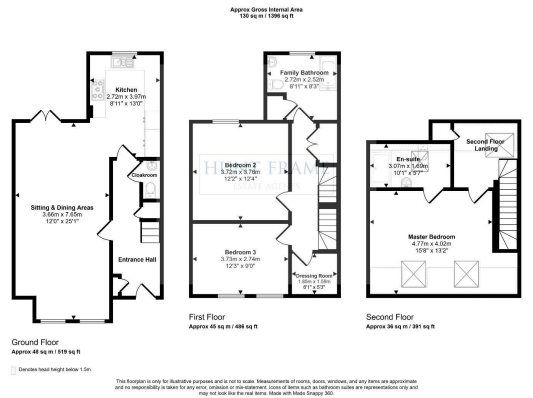 Approx Gross Internal Area
130 sq m / 1396 sq ft
Kitchen
2.72m x 3.97m
8'11" x 13'0"
Cloakroom
Sitting & Dining Areas
3.66m x 7.65m
12'0" x 25'1"
Entrance Hall
Ground Floor
Approx 48 sq m / 519 sq ft
Denotes head height below 1.5m
Family Bathroom
2.72m x 2.52m
8'11" x 8'3"
Bedroom 2
3.72m x 3.76m
12'2" x 12'4"
Bedroom 3
3.73m x 2.74m
12'3" x 9'0"
Dressing Room
1.85m x 1.59m
6'1" x 5'3"
First Floor
Approx 45 sq m / 486 sq ft
Second Floor
Landing
En-suite
3.07m x 1.69m
10'1" x 5'7"
Master Bedroom
4.77m x 4.02m
15'8" x 13'2"
Second Floor
Approx 36 sq m / 391 sq ft
This floorplan is only for illustrative purposes and is not to scale. Measurements of rooms, doors, windows, and any items are approximate
and no responsibility is taken for any error, omission or mis-statement. Icons of items such as bathroom suites are representations only and
may not look like the real items. Made with Made Snappy 360.